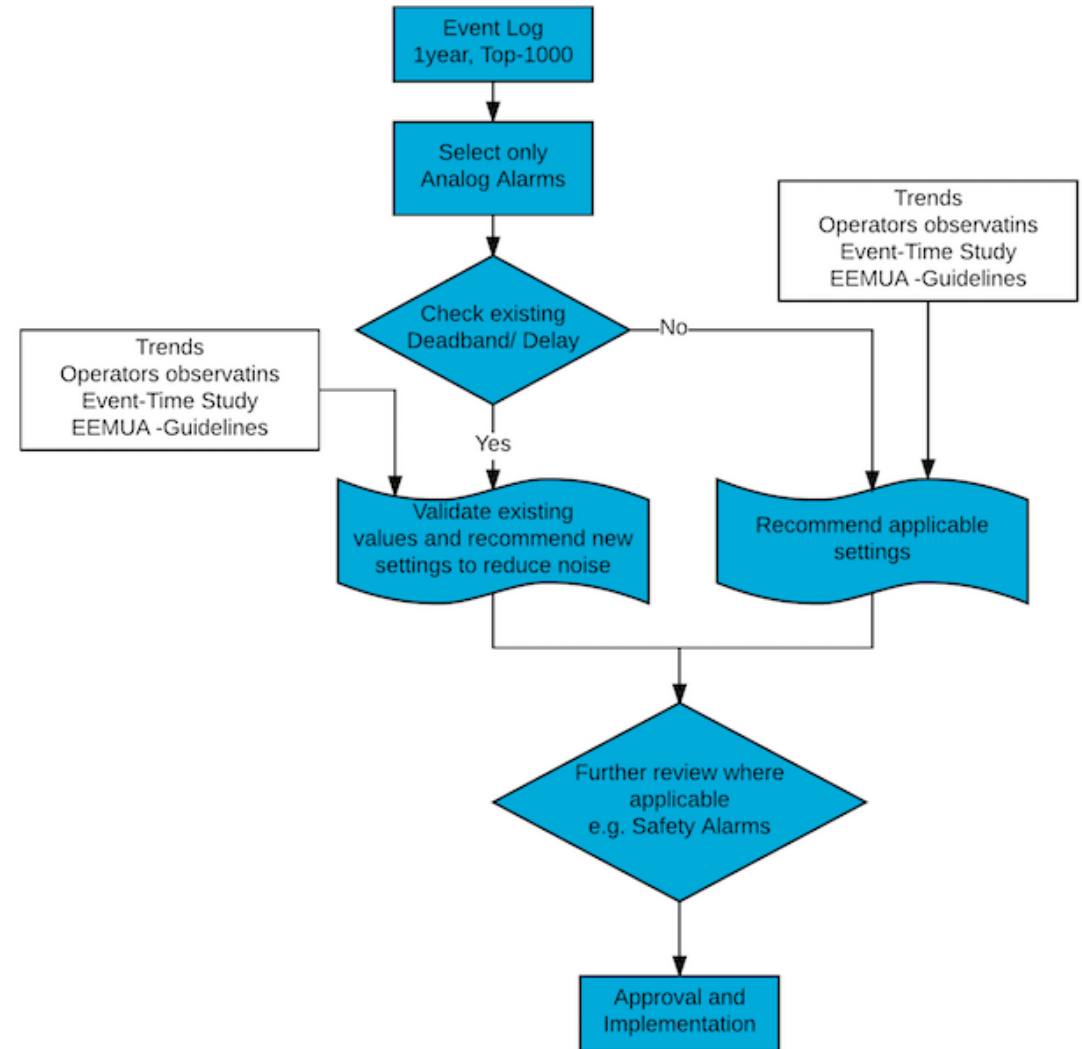 Event Log
1year, Top-1000
Select only
Analog Alarms
Trends
Operators observatins
Event-Time Study
EEMUA -Guidelines
Check existing
Deadband/ Delay
No
Trends
Operators observatins
Event-Time Study
EEMUA -Guidelines
Yes
Validate existing
values and recommend new
settings to reduce noise
Recommend applicable
settings
Further review where
applicable
e.g. Safety Alarms
Approval and
Implementation